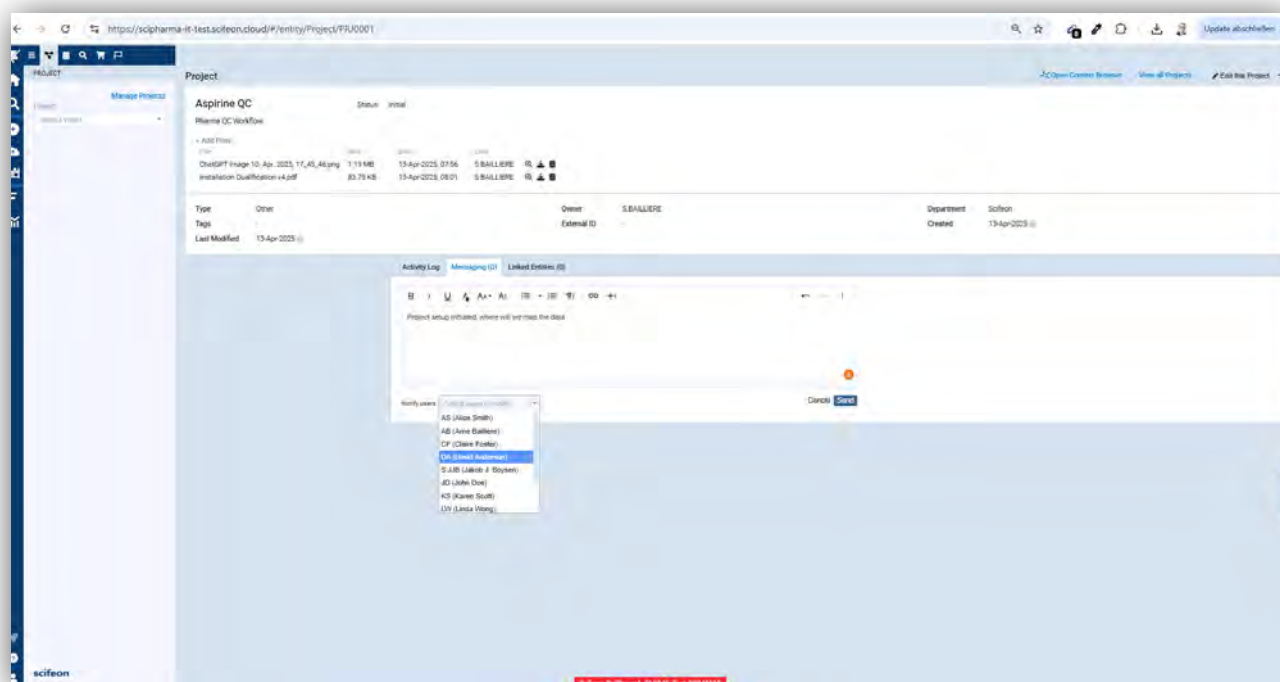 https://scipharma-it-test.scifeon.cloud/#/entity/Project/PRJ0001
Update abschließen
PROJECT
Manage Projects
Project
Open Context Browser View all Projects Edit this Project
Aspirine QC Status Initial
Pharma QC Workflow
+ Add Files
ChatGPT Image 10. Apr. 2025, 17_45_46.png 1.19 MB 13-Apr-2025, 07:56 S.BAILLIERE
Installation Qualification v4.pdf 83.75 KB 13-Apr-2025, 08:01 S.BAILLIERE
Type Other Owner S.BAILLIERE Department Scifeon
Tags - External ID - Created 13-Apr-2025
Last Modified 13-Apr-2025
Activity Log Messaging (0) Linked Entities (0)
Project setup initiated, where will we map the data
Notify users
Cancel Send
AS (Alice Smith)
AB (Arne Bailliere)
CF (Claire Foster)
DA (David Anderson)
S JJB (Jakob J. Boysen)
JD (John Doe)
KS (Karen Scott)
LW (Linda Wong)
scifeon